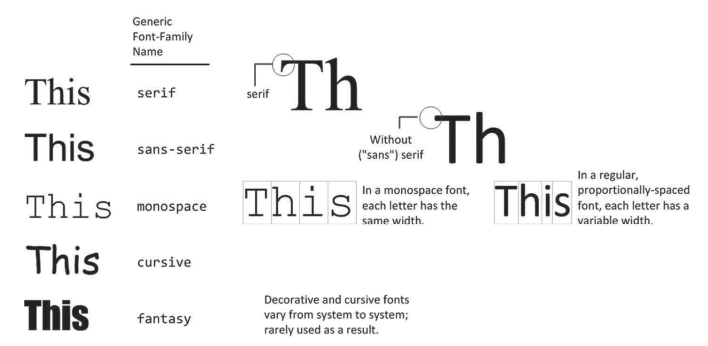 Generic
Font-Family
Name
This serif
serif Th
This sans-serif
Without
("sans") serif Th
This monospace
This
In a monospace font,
each letter has the
same width.
This
In a regular,
proportionally-spaced
font, each letter has a
variable width.
This cursive
This fantasy
Decorative and cursive fonts
vary from system to system;
rarely used as a result.